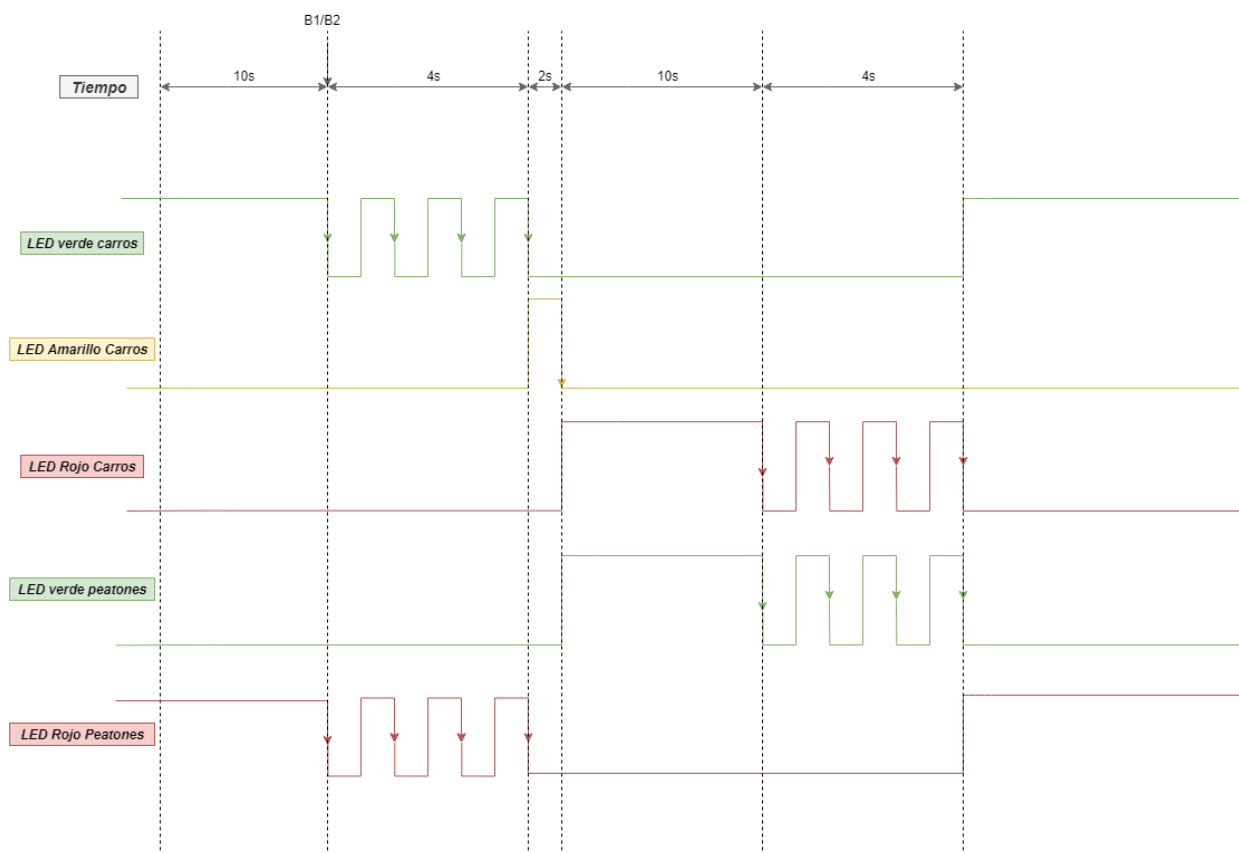 B1/B2
Tiempo
10s
4s
2s
10s
4s
LED verde carros
LED Amarillo Carros
LED Rojo Carros
LED verde peatones
LED Rojo Peatones